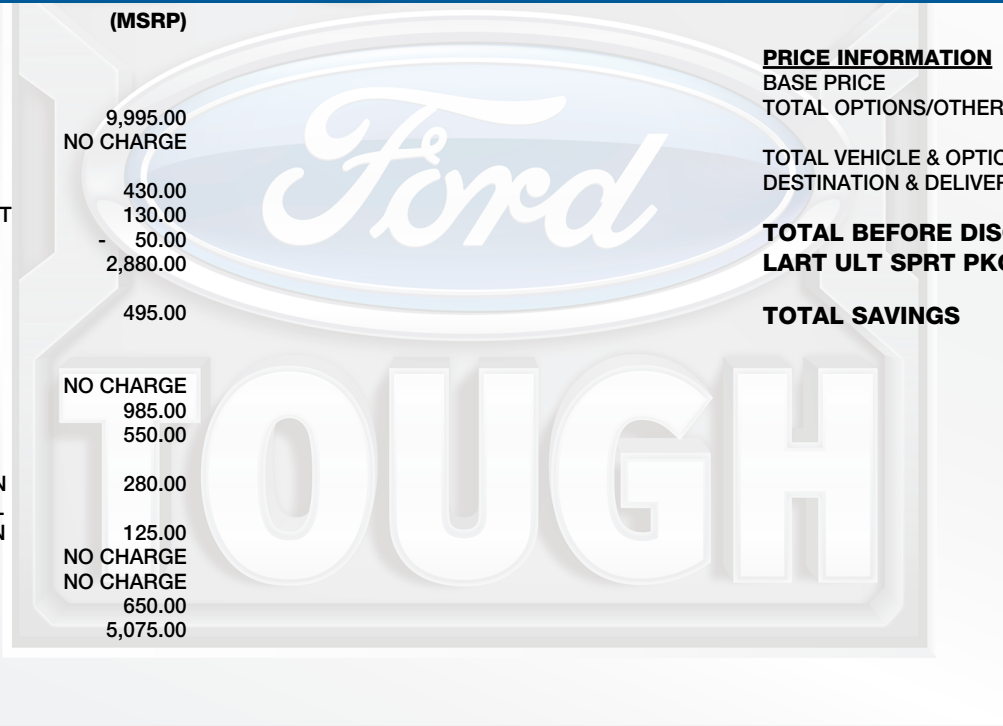 (MSRP)
9,995.00
NO CHARGE
430.00
T 130.00
- 50.00
2,880.00
495.00
NO CHARGE
985.00
550.00
N 280.00
N 125.00
NO CHARGE
NO CHARGE
650.00
5,075.00
PRICE INFORMATION
BASE PRICE
TOTAL OPTIONS/OTHER
TOTAL VEHICLE & OPTIO
DESTINATION & DELIVER
TOTAL BEFORE DIS
LART ULT SPRT PKG
TOTAL SAVINGS
Ford
TOUGH